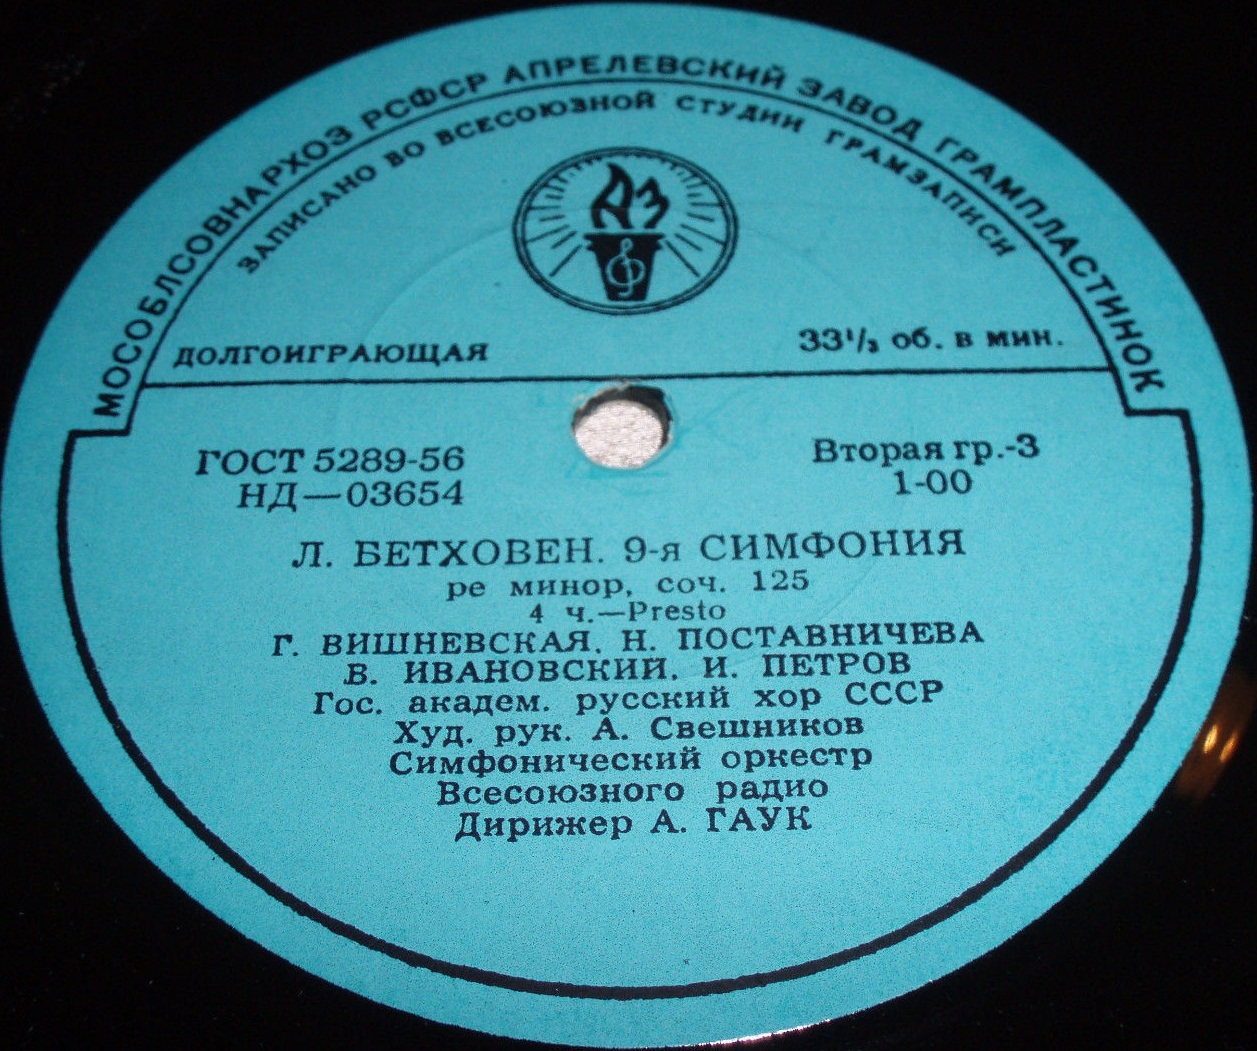 МОСОБЛСОВНАРХОЗ РСФСР АПРЕЛЕВСКИЙ ЗАВОД ГРАМПЛАСТИНОК
ЗАПИСАНО ВО ВСЕСОЮЗНОЙ СТУДИИ ГРАМЗАПИСИ
АЗ
ДОЛГОИГРАЮЩАЯ
33⅓ об. в мин.
ГОСТ 5289-56
НД—03654
Вторая гр.-3
1-00
Л. БЕТХОВЕН. 9-я СИМФОНИЯ
ре минор, соч. 125
4 ч.—Presto
Г. ВИШНЕВСКАЯ, Н. ПОСТАВНИЧЕВА
В. ИВАНОВСКИЙ, И. ПЕТРОВ
Гос. академ. русский хор СССР
Худ. рук. А. Свешников
Симфонический оркестр
Всесоюзного радио
Дирижер А. ГАУК